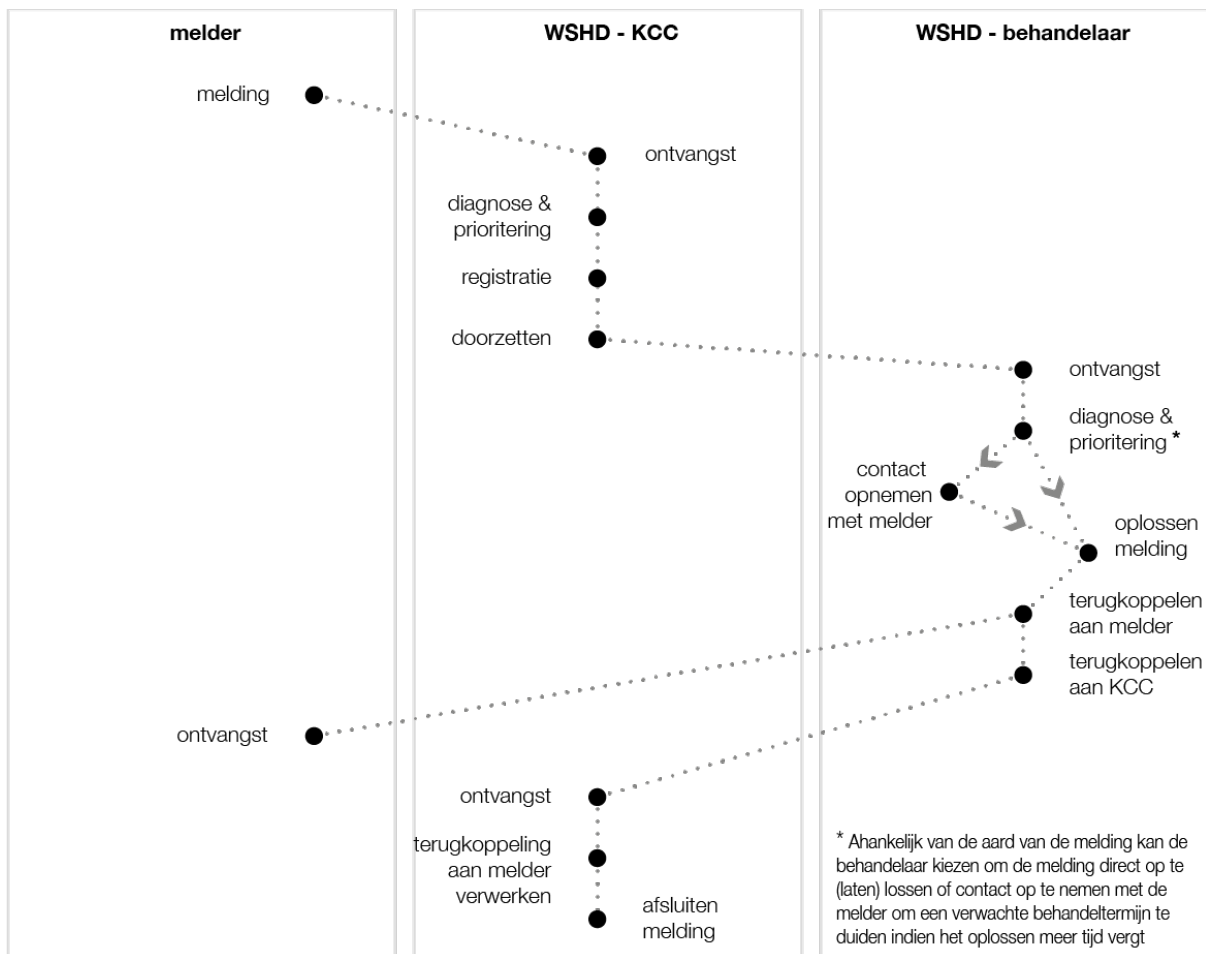 melder
WSHD - KCC
WSHD - behandelaar
melding
ontvangst
diagnose &
prioritering
registratie
doorzetten
ontvangst
diagnose &
prioritering *
contact
opnemen
met melder
oplossen
melding
terugkoppelen
aan melder
terugkoppelen
aan KCC
ontvangst
ontvangst
terugkoppeling
aan melder
verwerken
afsluiten
melding
* Ahankelijk van de aard van de melding kan de
behandelaar kiezen om de melding direct op te
(laten) lossen of contact op te nemen met de
melder om een verwachte behandeltermijn te
duiden indien het oplossen meer tijd vergt